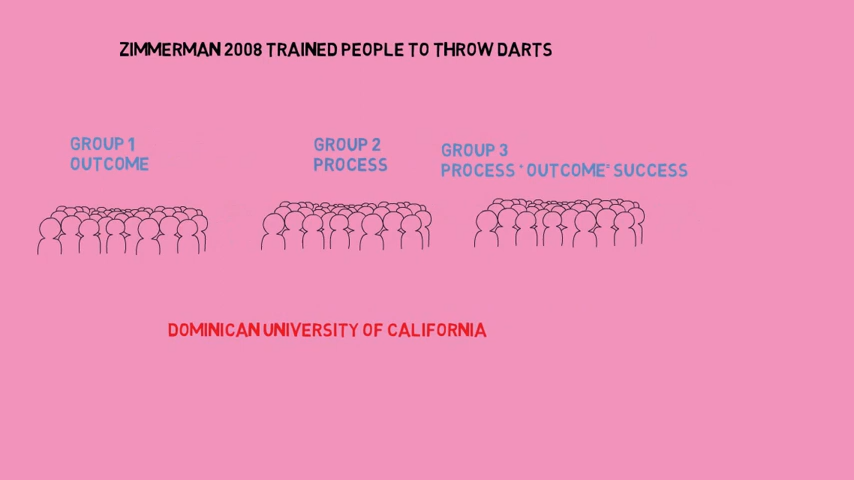 ZIMMERMAN 2008 TRAINED PEOPLE TO THROW DARTS
GROUP 1
OUTCOME
GROUP 2
PROCESS
GROUP 3
PROCESS + OUTCOME = SUCCESS
DOMINICAN UNIVERSITY OF CALIFORNIA